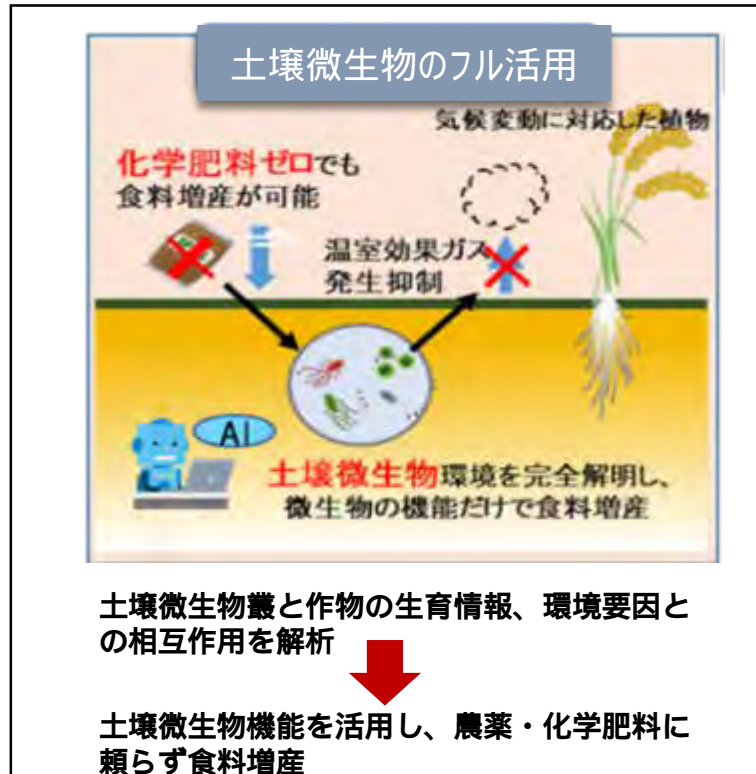 土壌微生物のフル活用
気候変動に対応した植物
化学肥料ゼロでも
食料増産が可能
温室効果ガス
発生抑制
AI
土壌微生物環境を完全解明し、
微生物の機能だけで食料増産
土壌微生物叢と作物の生育情報、環境要因と
の相互作用を解析
土壌微生物機能を活用し、農薬・化学肥料に
頼らず食料増産